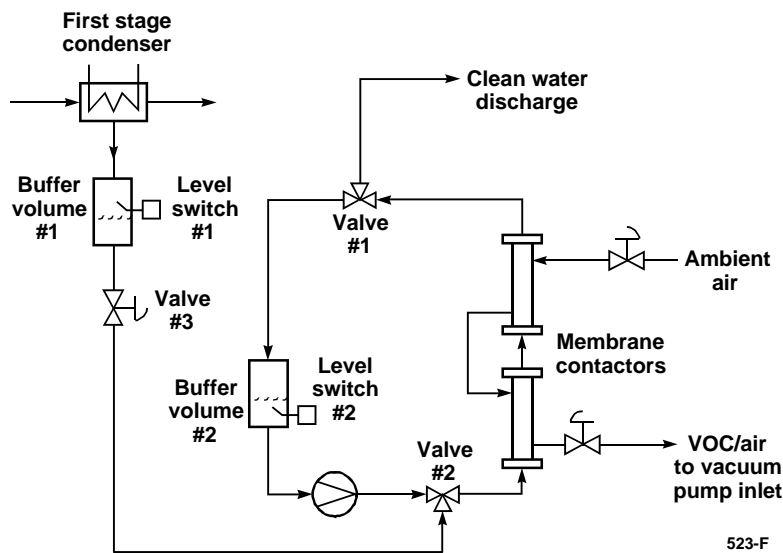 First stage
condenser
Clean water
discharge
Buffer
volume
#1
Level
switch
#1
Valve
#1
Ambient
air
Valve
#3
Membrane
contactors
Buffer
volume
#2
Level
switch
#2
Valve
#2
VOC/air
to vacuum
pump inlet
523-F